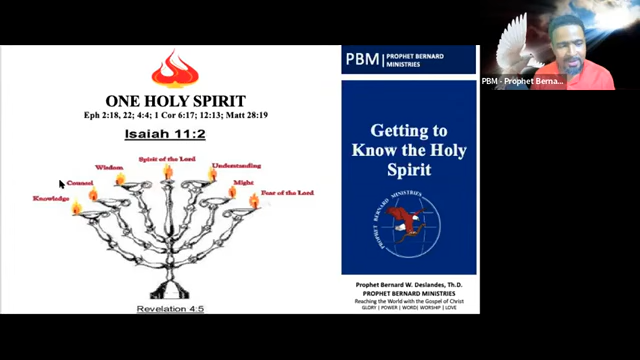 ONE HOLY SPIRIT
Eph 2:18, 22; 4:4; 1 Cor 6:17; 12:13; Matt 28:19
Isaiah 11:2
Spirit of the Lord
Wisdom
Understanding
Counsel
Might
Knowledge
Fear of the Lord
Revelation 4:5
PBM | PROPHET BERNARD
MINISTRIES
Getting to
Know the Holy
Spirit
PROPHET BERNARD MINISTRIES
Prophet Bernard W. Deslandes, Th.D.
PROPHET BERNARD MINISTRIES
Reaching the World with the Gospel of Christ
GLORY | POWER | WORD| WORSHIP | LOVE
PBM - Prophet Berna...